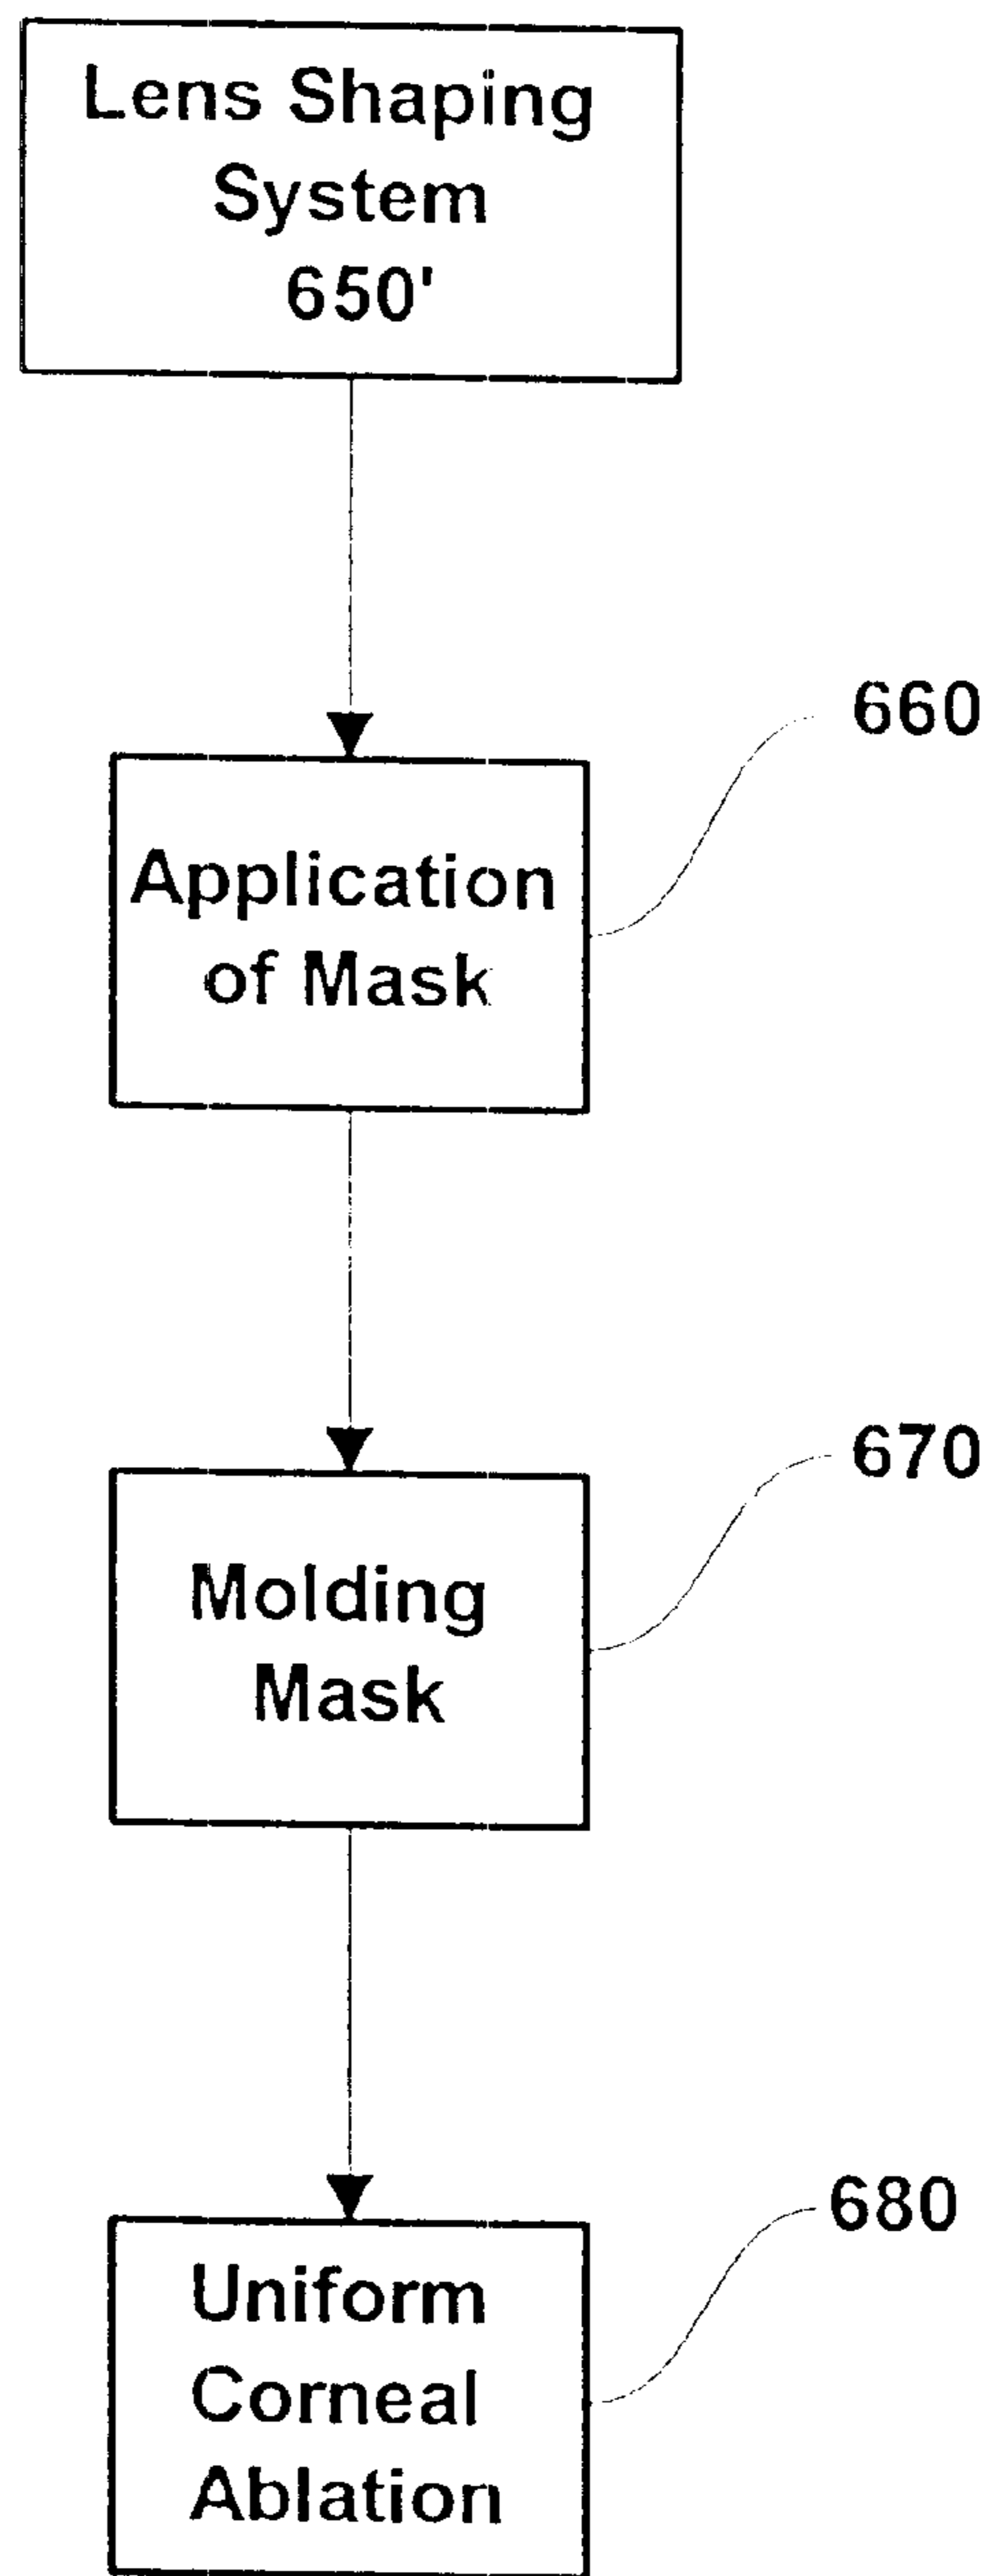 Lens Shaping
System
650'
660
Application
of Mask
670
Molding
Mask
680
Uniform
Corneal
Ablation